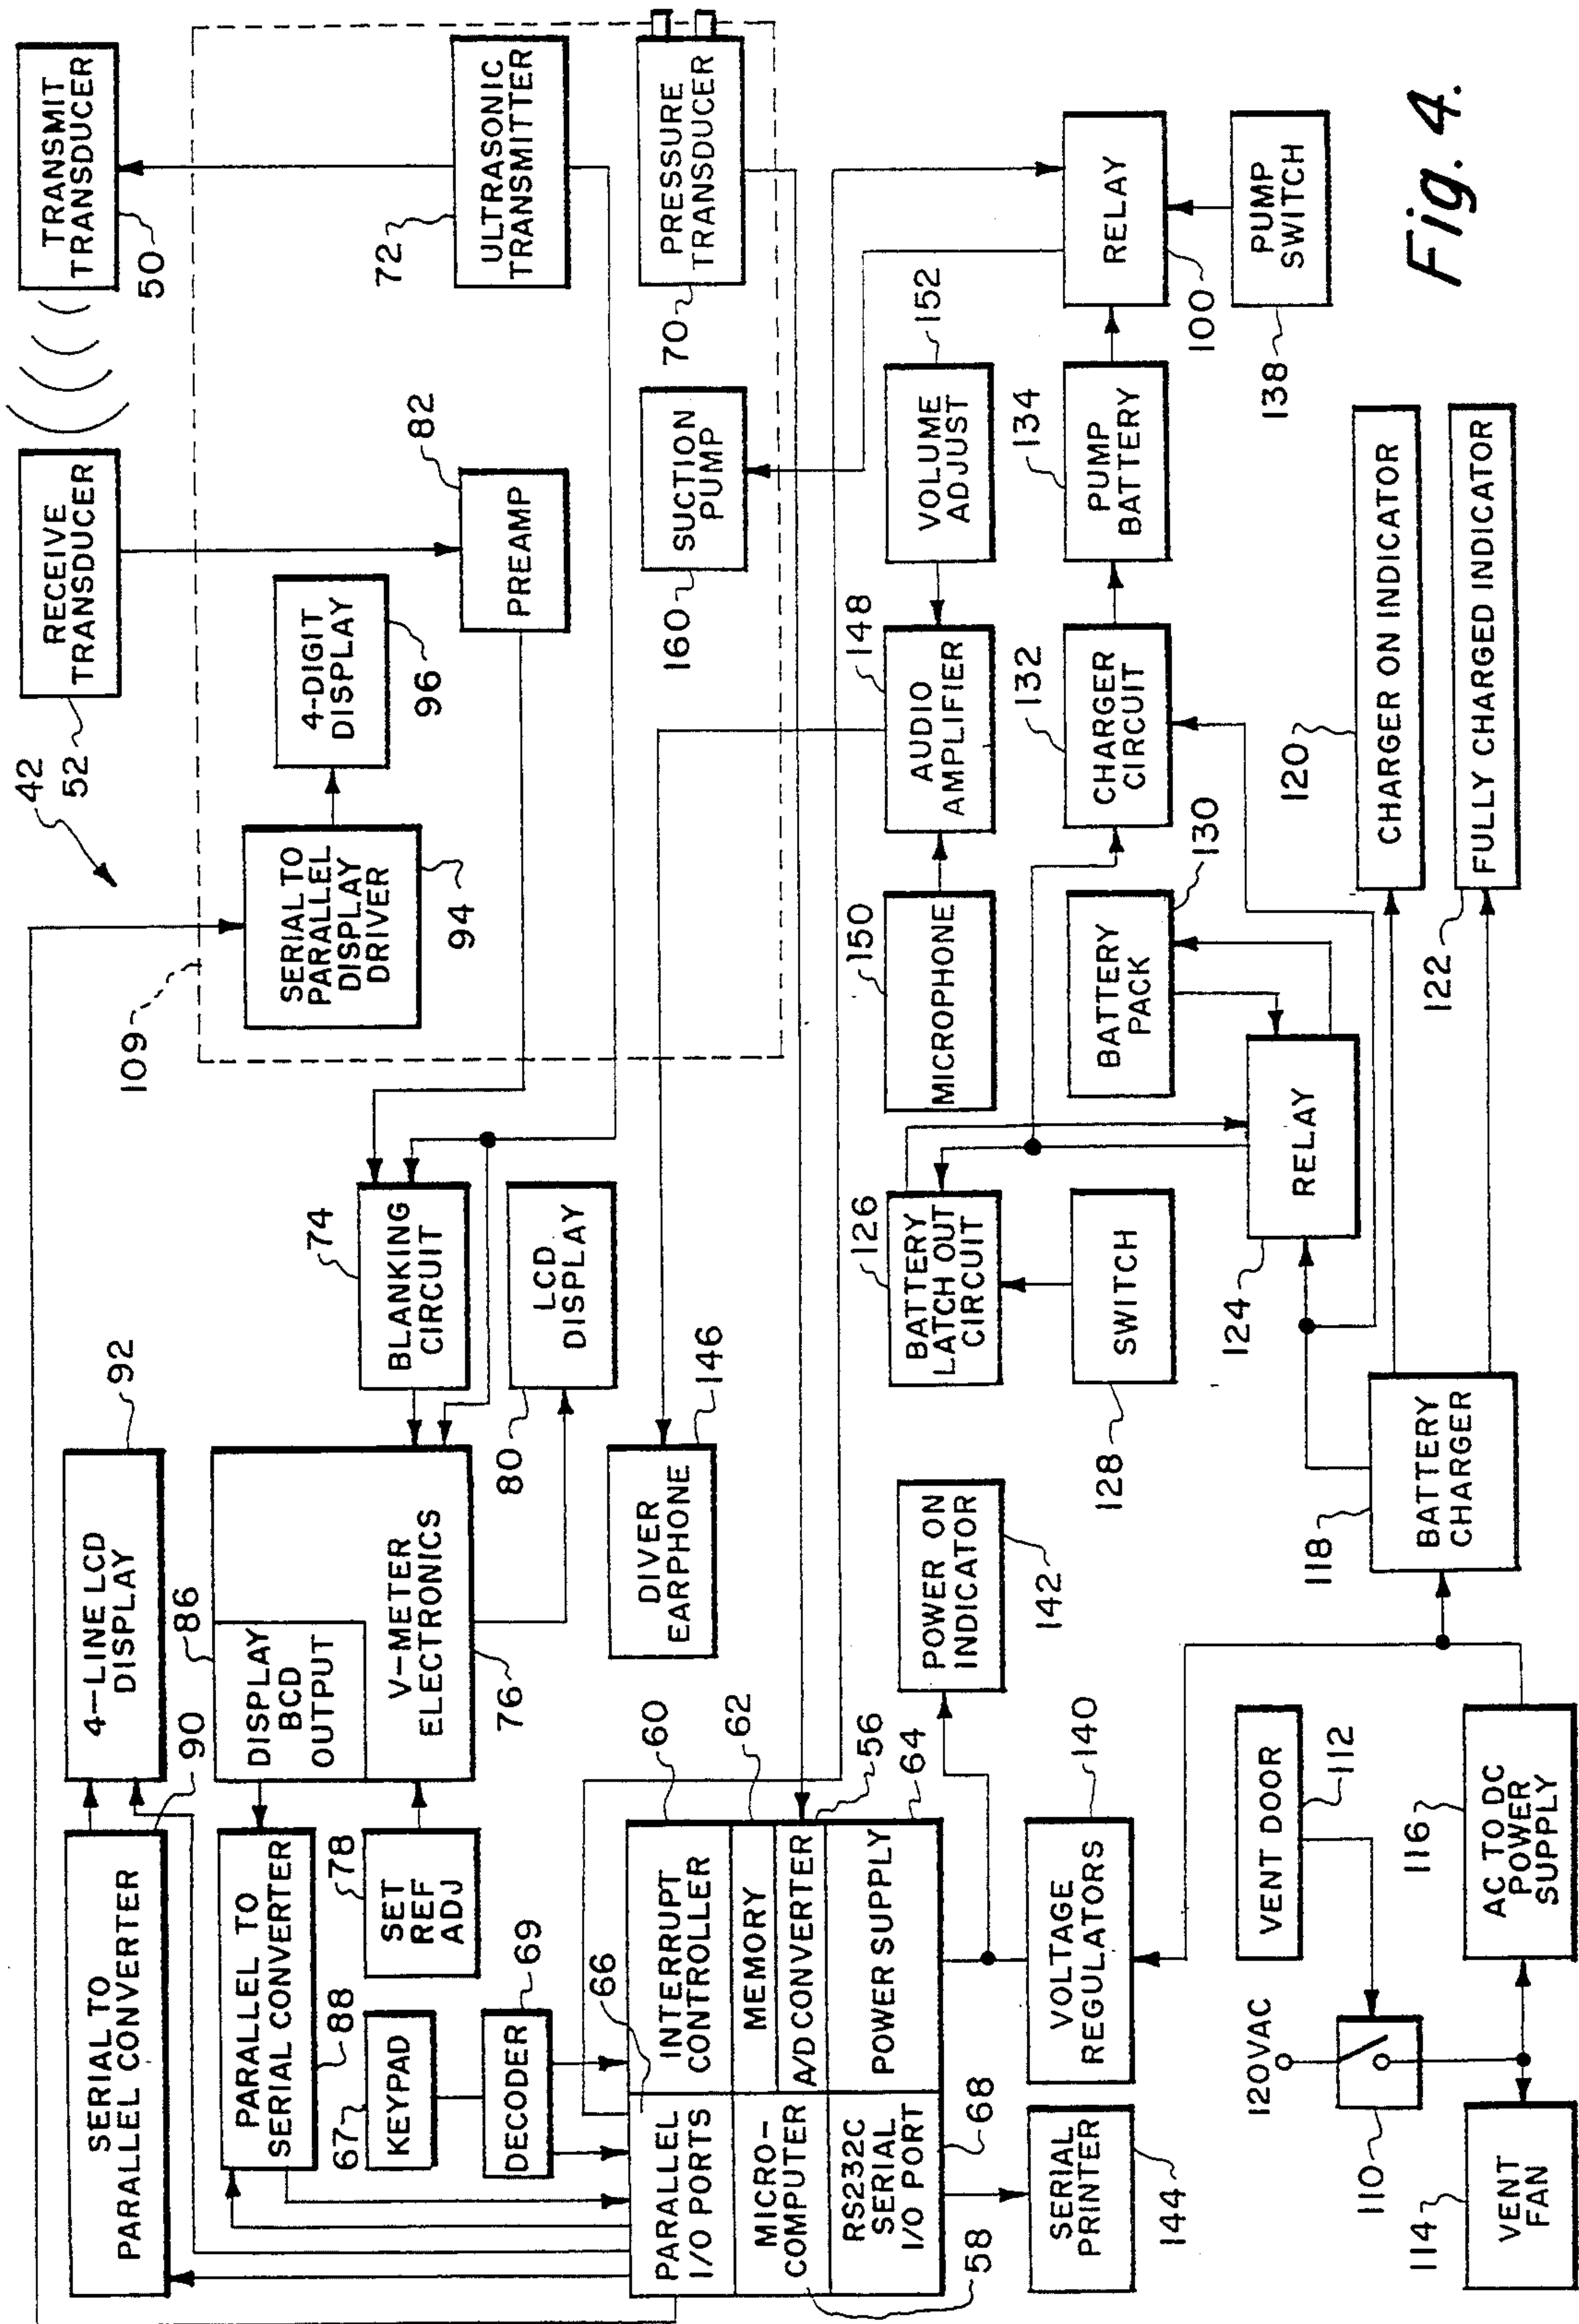 42
RECEIVE
TRANSDUCER
52
TRANSMIT
TRANSDUCER
50
109
SERIAL TO
PARALLEL
DISPLAY
DRIVER
94
4-DIGIT
DISPLAY
96
PREAMP
82
ULTRASONIC
TRANSMITTER
72
PRESSURE
TRANSDUCER
70
SUCTION
PUMP
160
SERIAL TO
PARALLEL CONVERTER
90
4-LINE LCD
DISPLAY
92
PARALLEL TO
SERIAL CONVERTER
88
DISPLAY
BCD
OUTPUT
86
V-METER
ELECTRONICS
76
SET
REF
ADJ
78
BLANKING
CIRCUIT
74
LCD
DISPLAY
80
KEYPAD
67
DECODER
69
DIVER
EARPHONE
146
PARALLEL
I/O PORTS
66
INTERRUPT
CONTROLLER
60
MICRO-
COMPUTER
58
MEMORY
62
A/D CONVERTER
56
RS232C
SERIAL
I/O PORT
68
POWER SUPPLY
64
POWER ON
INDICATOR
142
SERIAL
PRINTER
144
VOLTAGE
REGULATORS
140
MICROPHONE
150
AUDIO
AMPLIFIER
148
VOLUME
ADJUST
152
BATTERY
LATCH OUT
CIRCUIT
126
SWITCH
128
BATTERY
PACK
130
CHARGER
CIRCUIT
132
PUMP
BATTERY
134
RELAY
100
PUMP
SWITCH
138
RELAY
124
120VAC
110
VENT DOOR
112
VENT
FAN
114
AC TO DC
POWER
SUPPLY
116
BATTERY
CHARGER
118
CHARGER ON INDICATOR
120
FULLY CHARGED INDICATOR
122
Fig. 4.